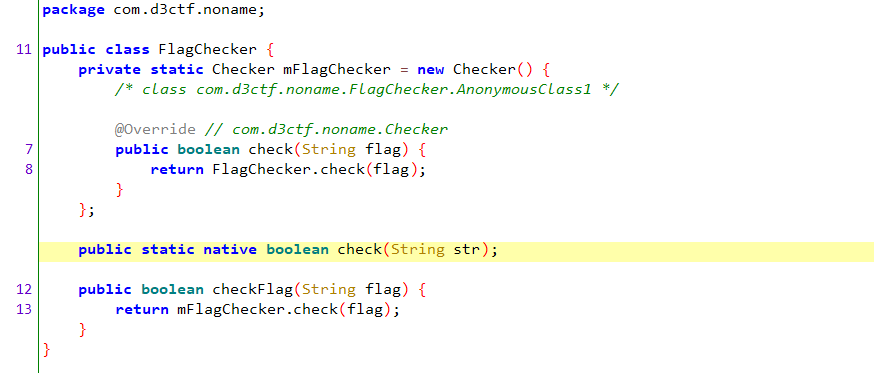 package com.d3ctf.noname;
11 public class FlagChecker {
private static Checker mFlagChecker = new Checker() {
/* class com.d3ctf.noname.FlagChecker.AnonymousClass1 */
@Override // com.d3ctf.noname.Checker
7 public boolean check(String flag) {
8 return FlagChecker.check(flag);
}
};
public static native boolean check(String str);
12 public boolean checkFlag(String flag) {
13 return mFlagChecker.check(flag);
}
}